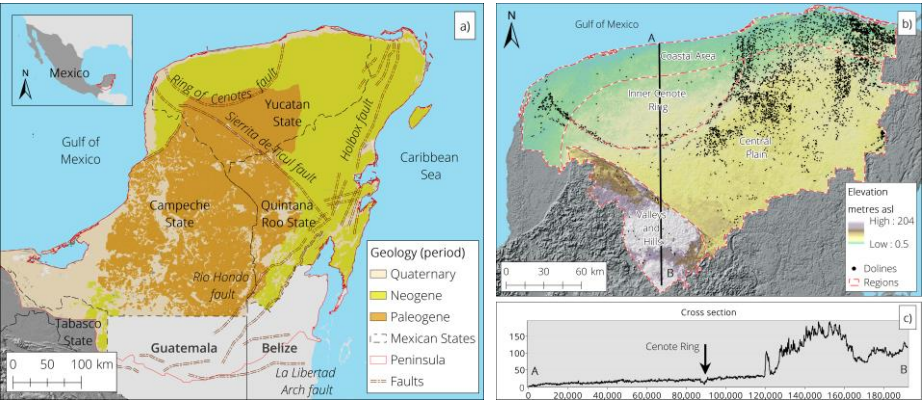 a)
N
Mexico
Gulf of
Mexico
Ring of Cenotes fault
Yucatan
State
Sierrita de Ticul fault
Holbox fault
Caribbean
Sea
Campeche
State
Quintana
Roo State
Rio Hondo
fault
Tabasco
State
Guatemala
Belize
La Libertad
Arch fault
0 50 100 km
Geology (period)
Quaternary
Neogene
Paleogene
Mexican States
Peninsula
Faults
b)
N
Gulf of Mexico
A
Coastal Area
Inner Cenote
Ring
Central
Plain
Valleys
and
Hills
B
0 30 60 km
Elevation
metres asl
High : 204
Low : 0.5
Dolines
Regions
c)
Cross section
Cenote Ring
A
B
150
100
50
0
0 20,000 40,000 60,000 80,000 100,000 120,000 140,000 160,000 180,000